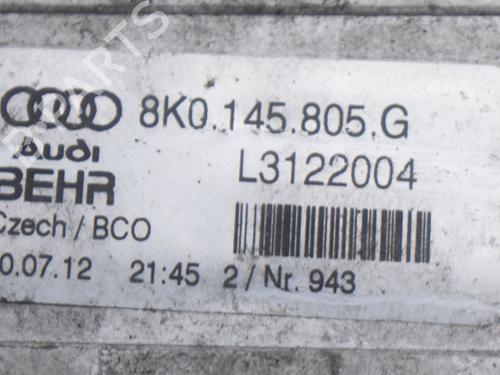 8K0.145.805.G
Audi
L3122004
BEHR
Czech / BCO
0.07.12 21:45 2 / Nr. 943